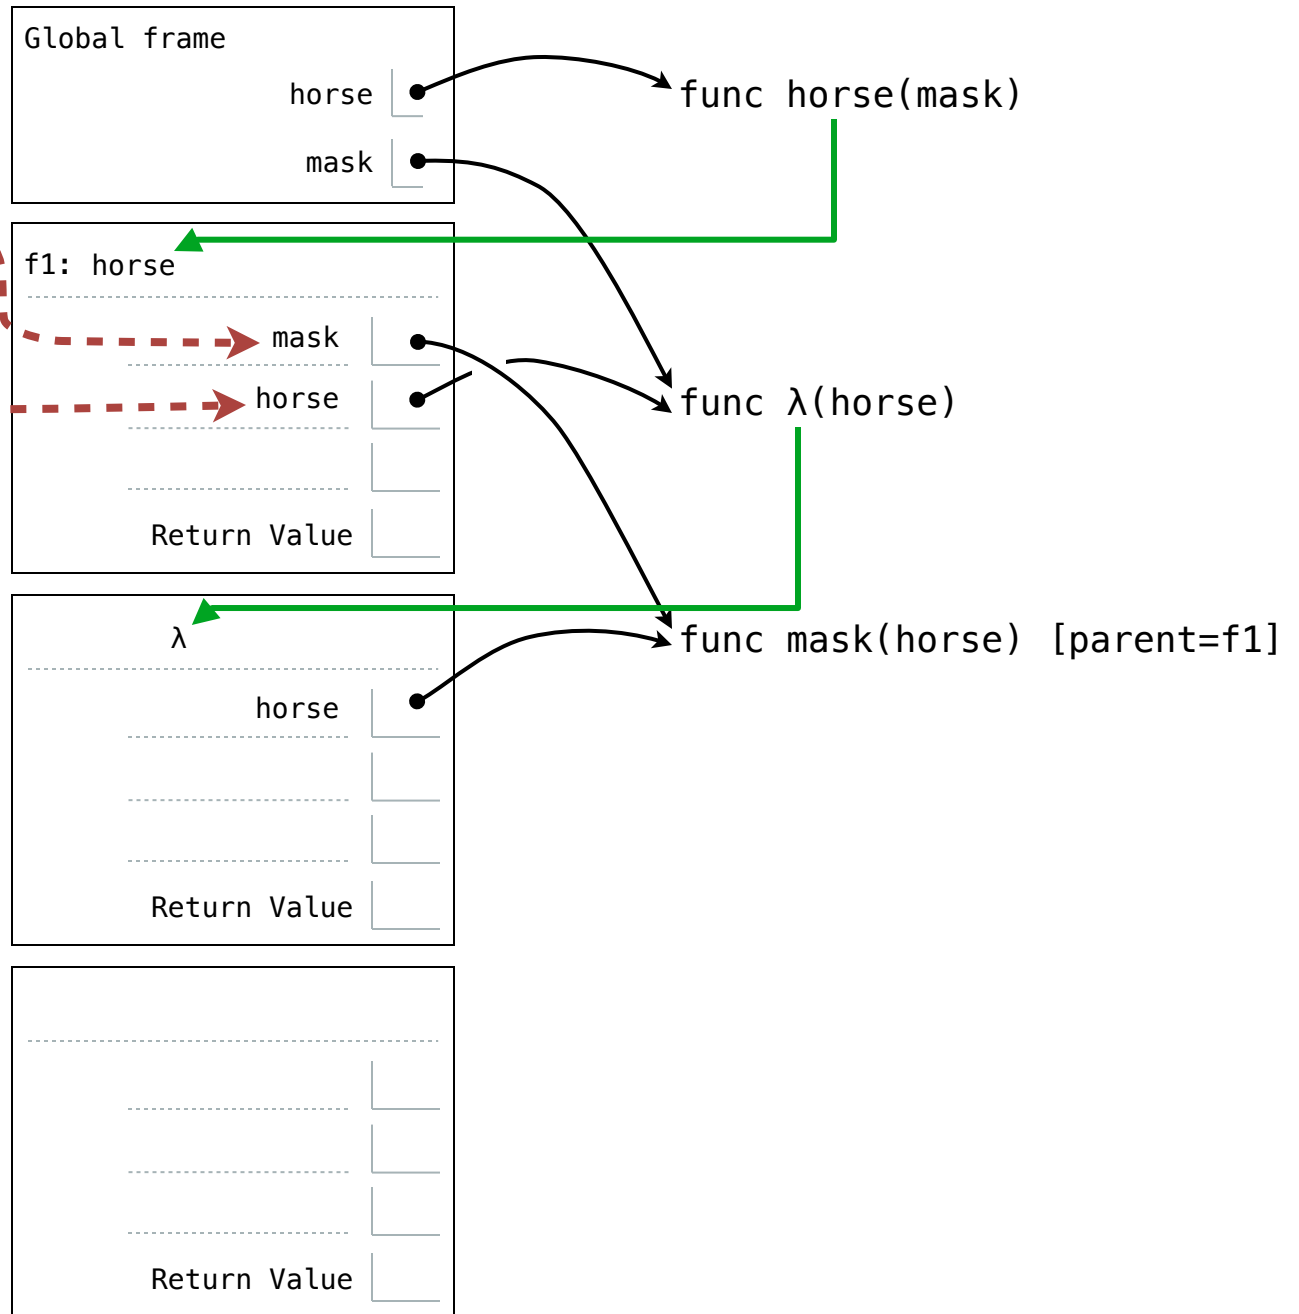 Global frame
horse
func horse(mask)
mask
f1: horse
mask
horse
func λ(horse)
Return Value
λ
func mask(horse) [parent=f1]
horse
Return Value
Return Value